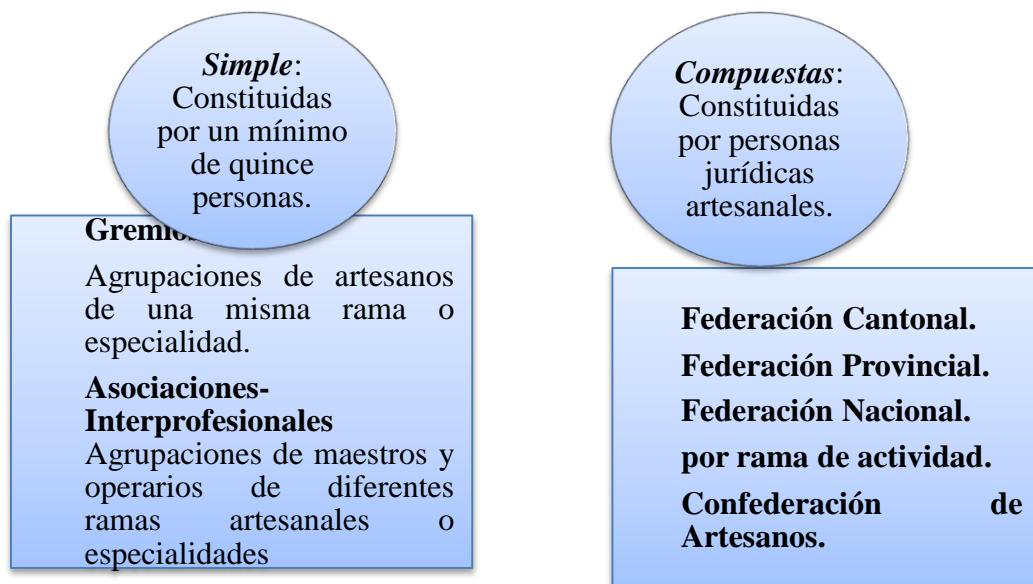 Simple:
Constituidas
por un mínimo
de quince
personas.
Gremios
Agrupaciones de artesanos
de una misma rama o
especialidad.
Asociaciones-
Interprofesionales
Agrupaciones de maestros y
operarios de diferentes
ramas artesanales o
especialidades
Compuestas:
Constituidas
por personas
jurídicas
artesanales.
Federación Cantonal.
Federación Provincial.
Federación Nacional.
por rama de actividad.
Confederación de
Artesanos.